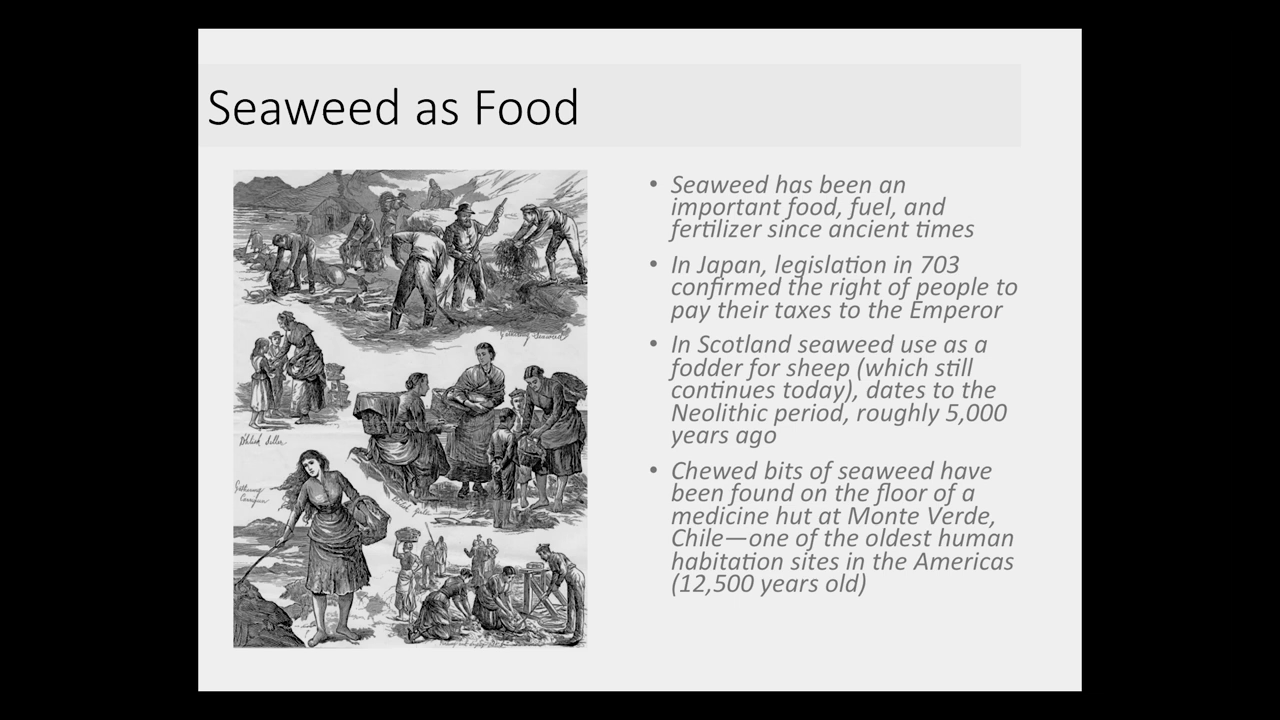 Seaweed as Food
• Seaweed has been an
important food, fuel, and
fertilizer since ancient times
• In Japan, legislation in 703
confirmed the right of people to
pay their taxes to the Emperor
• In Scotland seaweed use as a
fodder for sheep (which still
continues today), dates to the
Neolithic period, roughly 5,000
years ago
• Chewed bits of seaweed have
been found on the floor of a
medicine hut at Monte Verde,
Chile—one of the oldest human
habitation sites in the Americas
(12,500 years old)
Gathering Seaweed
Seller
Gathering